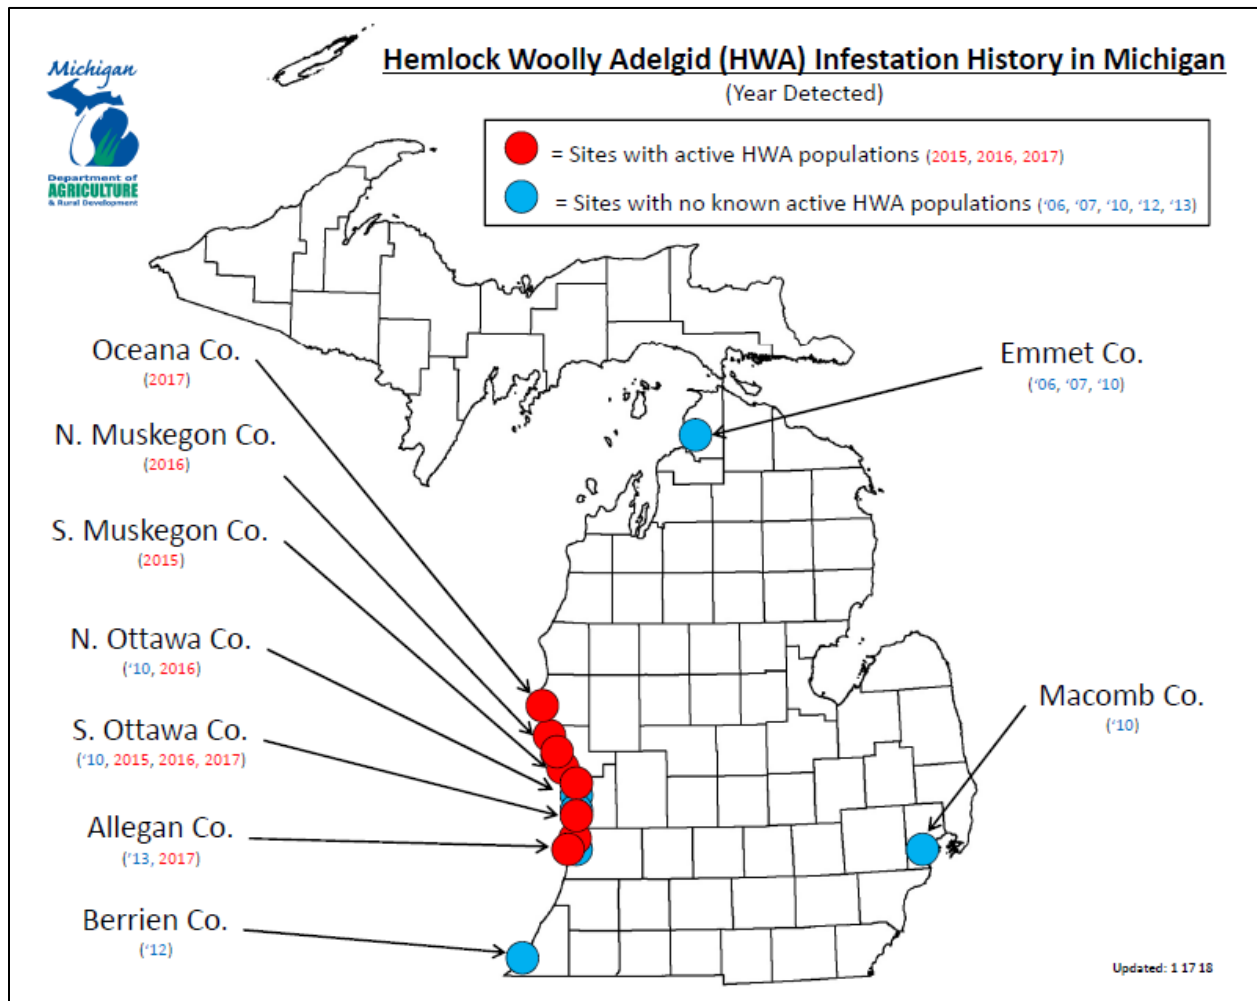 Michigan
Department of
AGRICULTURE
& Rural Development
Hemlock Woolly Adelgid (HWA) Infestation History in Michigan
(Year Detected)
= Sites with active HWA populations (2015, 2016, 2017)
= Sites with no known active HWA populations (‘06, ‘07, ‘10, ‘12, ‘13)
Oceana Co.
(2017)
N. Muskegon Co.
(2016)
S. Muskegon Co.
(2015)
N. Ottawa Co.
(‘10, 2016)
S. Ottawa Co.
(‘10, 2015, 2016, 2017)
Allegan Co.
(‘13, 2017)
Berrien Co.
(‘12)
Emmet Co.
(‘06, ‘07, ‘10)
Macomb Co.
(‘10)
Updated: 1 17 18